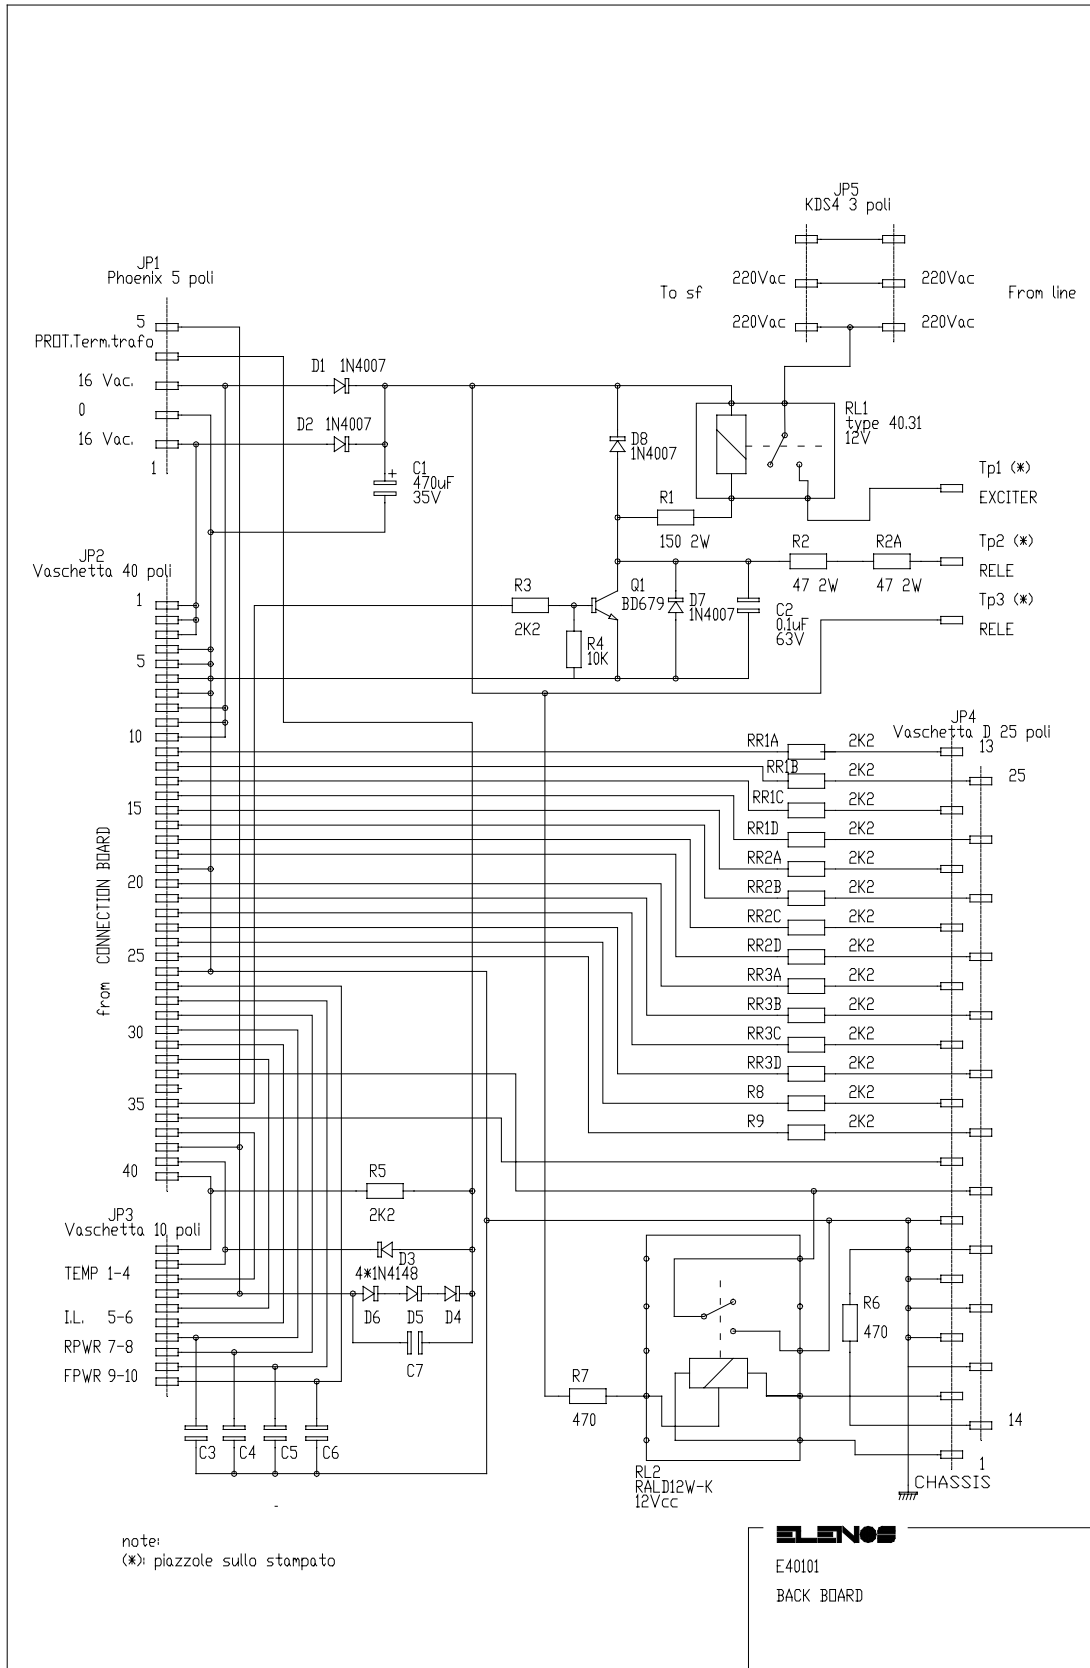 JP5
KDS4 3 poli
220Vac
220Vac
To sf
From line
220Vac
220Vac
JP1
Phoenix 5 poli
5
PROT.Term.trafo
16 Vac.
0
16 Vac.
1
D1 1N4007
D2 1N4007
+
C1
470uF
35V
D8
1N4007
RL1
type 40.31
12V
R1
150 2W
Tp1 (*)
EXCITER
R2
47 2W
R2A
47 2W
Tp2 (*)
RELE
Tp3 (*)
RELE
R3
2K2
Q1
BD679
D7
1N4007
C2
0.1uF
63V
R4
10K
JP2
Vaschetta 40 poli
1
5
10
15
20
25
30
35
40
from CONNECTION BOARD
JP4
Vaschetta D 25 poli
13
25
RR1A 2K2
RR1B 2K2
RR1C 2K2
RR1D 2K2
RR2A 2K2
RR2B 2K2
RR2C 2K2
RR2D 2K2
RR3A 2K2
RR3B 2K2
RR3C 2K2
RR3D 2K2
R8 2K2
R9 2K2
R5
2K2
JP3
Vaschetta 10 poli
TEMP 1-4
I.L. 5-6
RPWR 7-8
FPWR 9-10
D3
4*1N4148
D6 D5 D4
C7
R6
470
R7
470
14
1
C3 C4 C5 C6
RL2
RALD12W-K
12Vcc
CHASSIS
note:
(*): piazzole sullo stampato
ELENOS
E40101
BACK BOARD